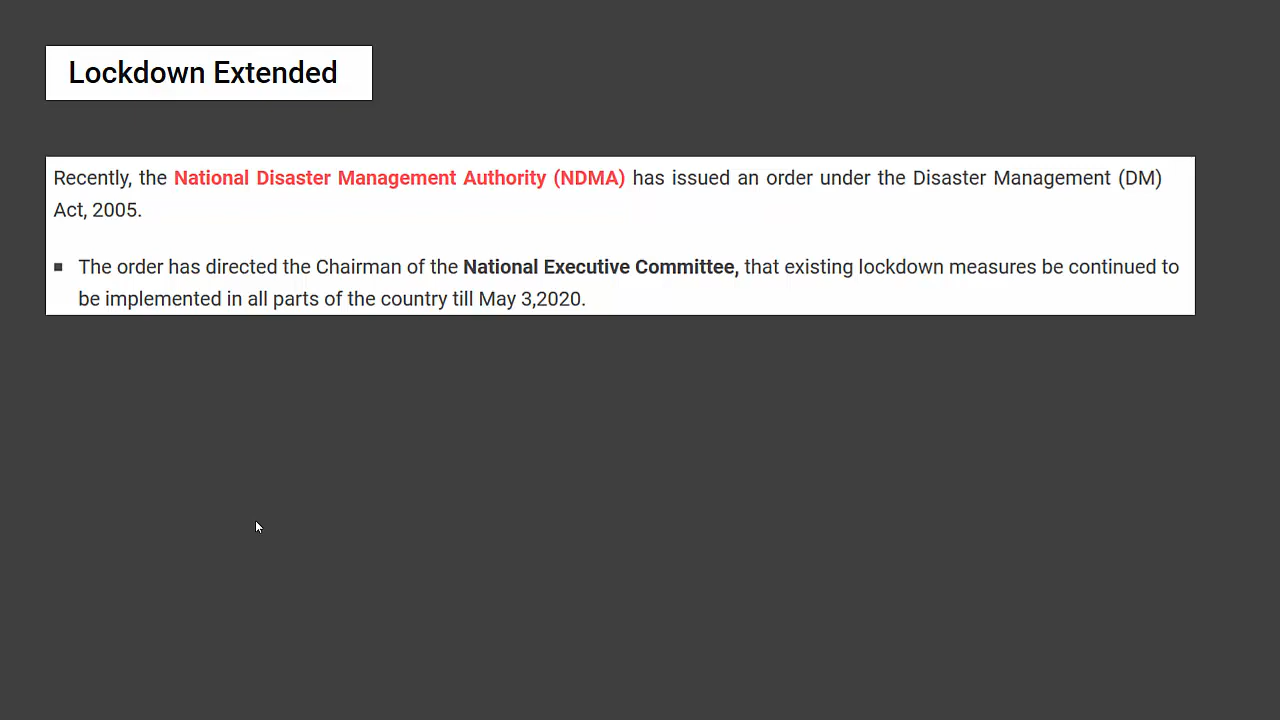 Lockdown Extended
Recently, the National Disaster Management Authority (NDMA) has issued an order under the Disaster Management (DM)
Act, 2005.
▪ The order has directed the Chairman of the National Executive Committee, that existing lockdown measures be continued to
be implemented in all parts of the country till May 3,2020.